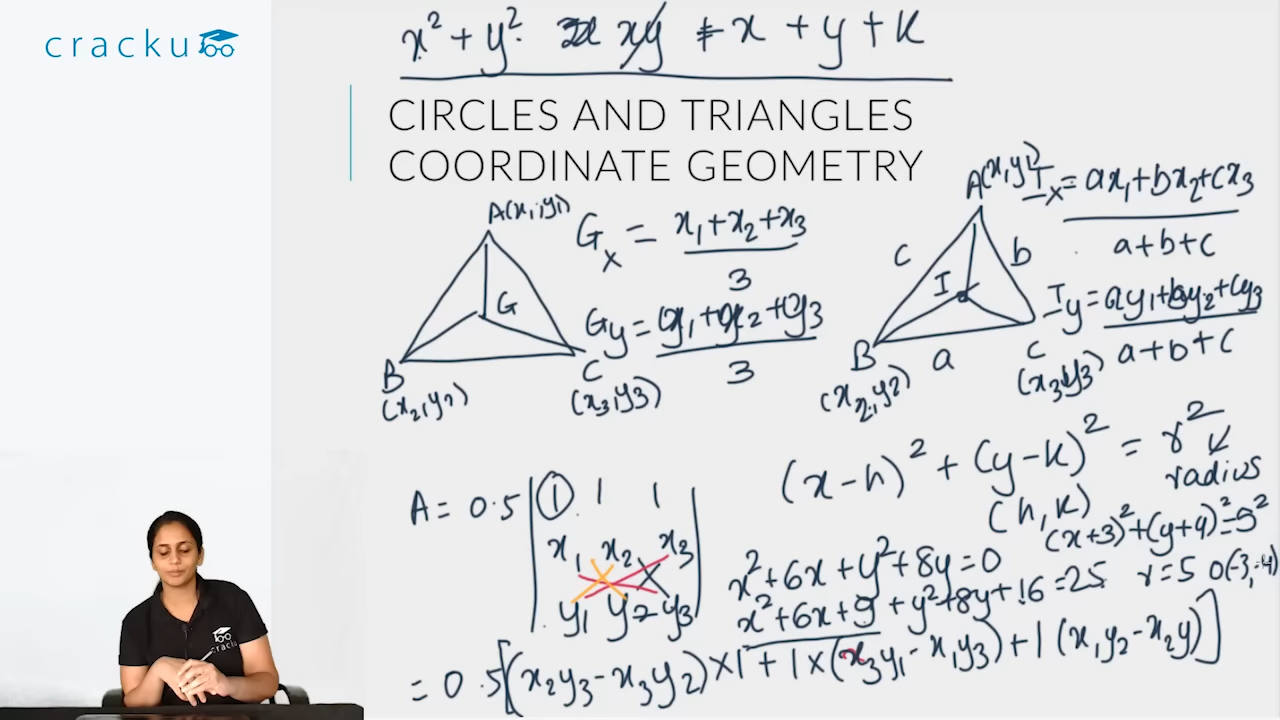 cracku
x² + y² xy + x + y + k
CIRCLES AND TRIANGLES
COORDINATE GEOMETRY
A(x₁,y₁)
G
B
(x₂,y₂)
C
(x₃,y₃)
Gx = x₁+x₂+x₃ / 3
Gy = y₁+y₂+y₃ / 3
A(x₁,y₁)
c b
I
B a C
(x₂,y₂) (x₃,y₃)
Ix = ax₁+bx₂+cx₃ / a+b+c
Iy = ay₁+by₂+cy₃ / a+b+c
(x-h)² + (y-k)² = r²
radius
(h,k)
(x+3)²+(y+4)²=5²
x²+6x+y²+8y=0
r=5 O(-3,-4)
x²+6x+9+y²+8y+16=25
A = 0.5 | 1 1 1
x₁ x₂ x₃
y₁ y₂ y₃ |
= 0.5[(x₂y₃-x₃y₂)×1+1×(x₃y₁-x₁y₃)+1(x₁y₂-x₂y)]
cracku